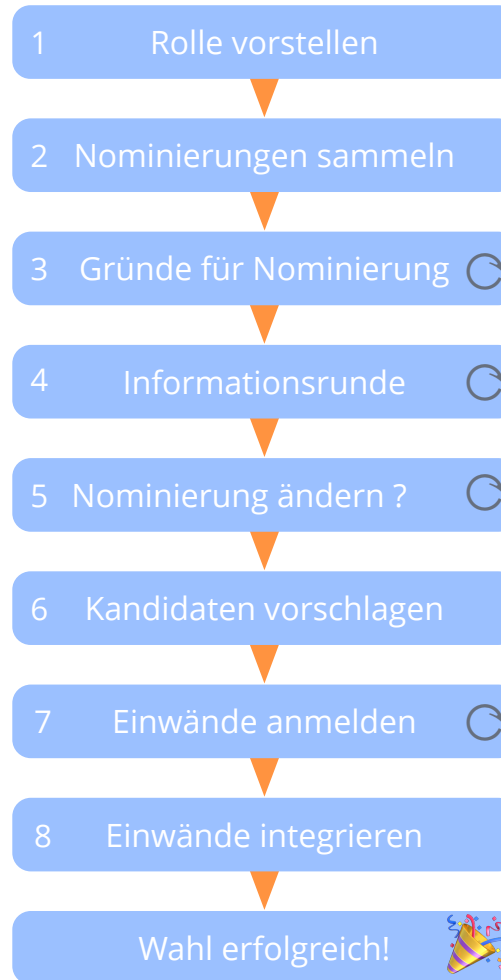 1 Rolle vorstellen
2 Nominierungen sammeln
3 Gründe für Nominierung
4 Informationsrunde
5 Nominierung ändern ?
6 Kandidaten vorschlagen
7 Einwände anmelden
8 Einwände integrieren
Wahl erfolgreich!